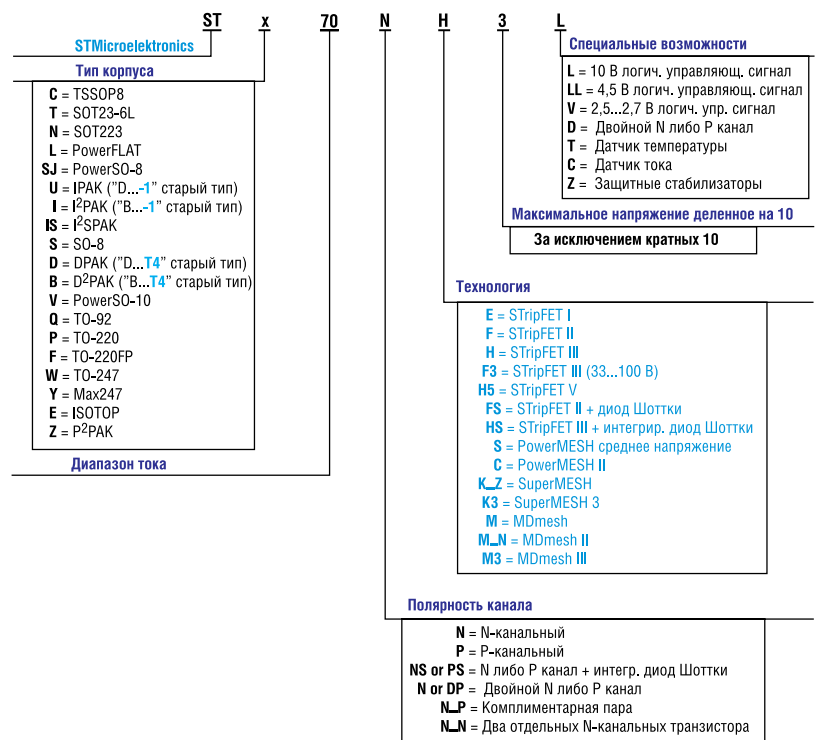 ST x 70 N H 3 L
STMicroelektronics
Тип корпуса
C = TSSOP8
T = SOT23-6L
N = SOT223
L = PowerFLAT
SJ = PowerSO-8
U = IPAK ("D...-1" старый тип)
I = I²PAK ("B...-1" старый тип)
IS = I²SPAK
S = SO-8
D = DPAK ("D...T4" старый тип)
B = D²PAK ("B...T4" старый тип)
V = PowerSO-10
Q = TO-92
P = TO-220
F = TO-220FP
W = TO-247
Y = Max247
E = ISOTOP
Z = P²PAK
Диапазон тока
Специальные возможности
L = 10 В логич. управляющ. сигнал
LL = 4,5 В логич. управляющ. сигнал
V = 2,5...2,7 В логич. упр. сигнал
D = Двойной N либо P канал
T = Датчик температуры
C = Датчик тока
Z = Защитные стабилизаторы
Максимальное напряжение деленное на 10
За исключением кратных 10
Технология
E = STripFET I
F = STripFET II
H = STripFET III
F3 = STripFET III (33...100 В)
H5 = STripFET V
FS = STripFET II + диод Шоттки
HS = STripFET III + интегрир. диод Шоттки
S = PowerMESH среднее напряжение
C = PowerMESH II
K_Z = SuperMESH
K3 = SuperMESH 3
M = MDmesh
M_N = MDmesh II
M3 = MDmesh III
Полярность канала
N = N-канальный
P = P-канальный
NS or PS = N либо P канал + интегр. диод Шоттки
N or DP = Двойной N либо P канал
N_P = Комплиментарная пара
N_N = Два отдельных N-канальных транзистора